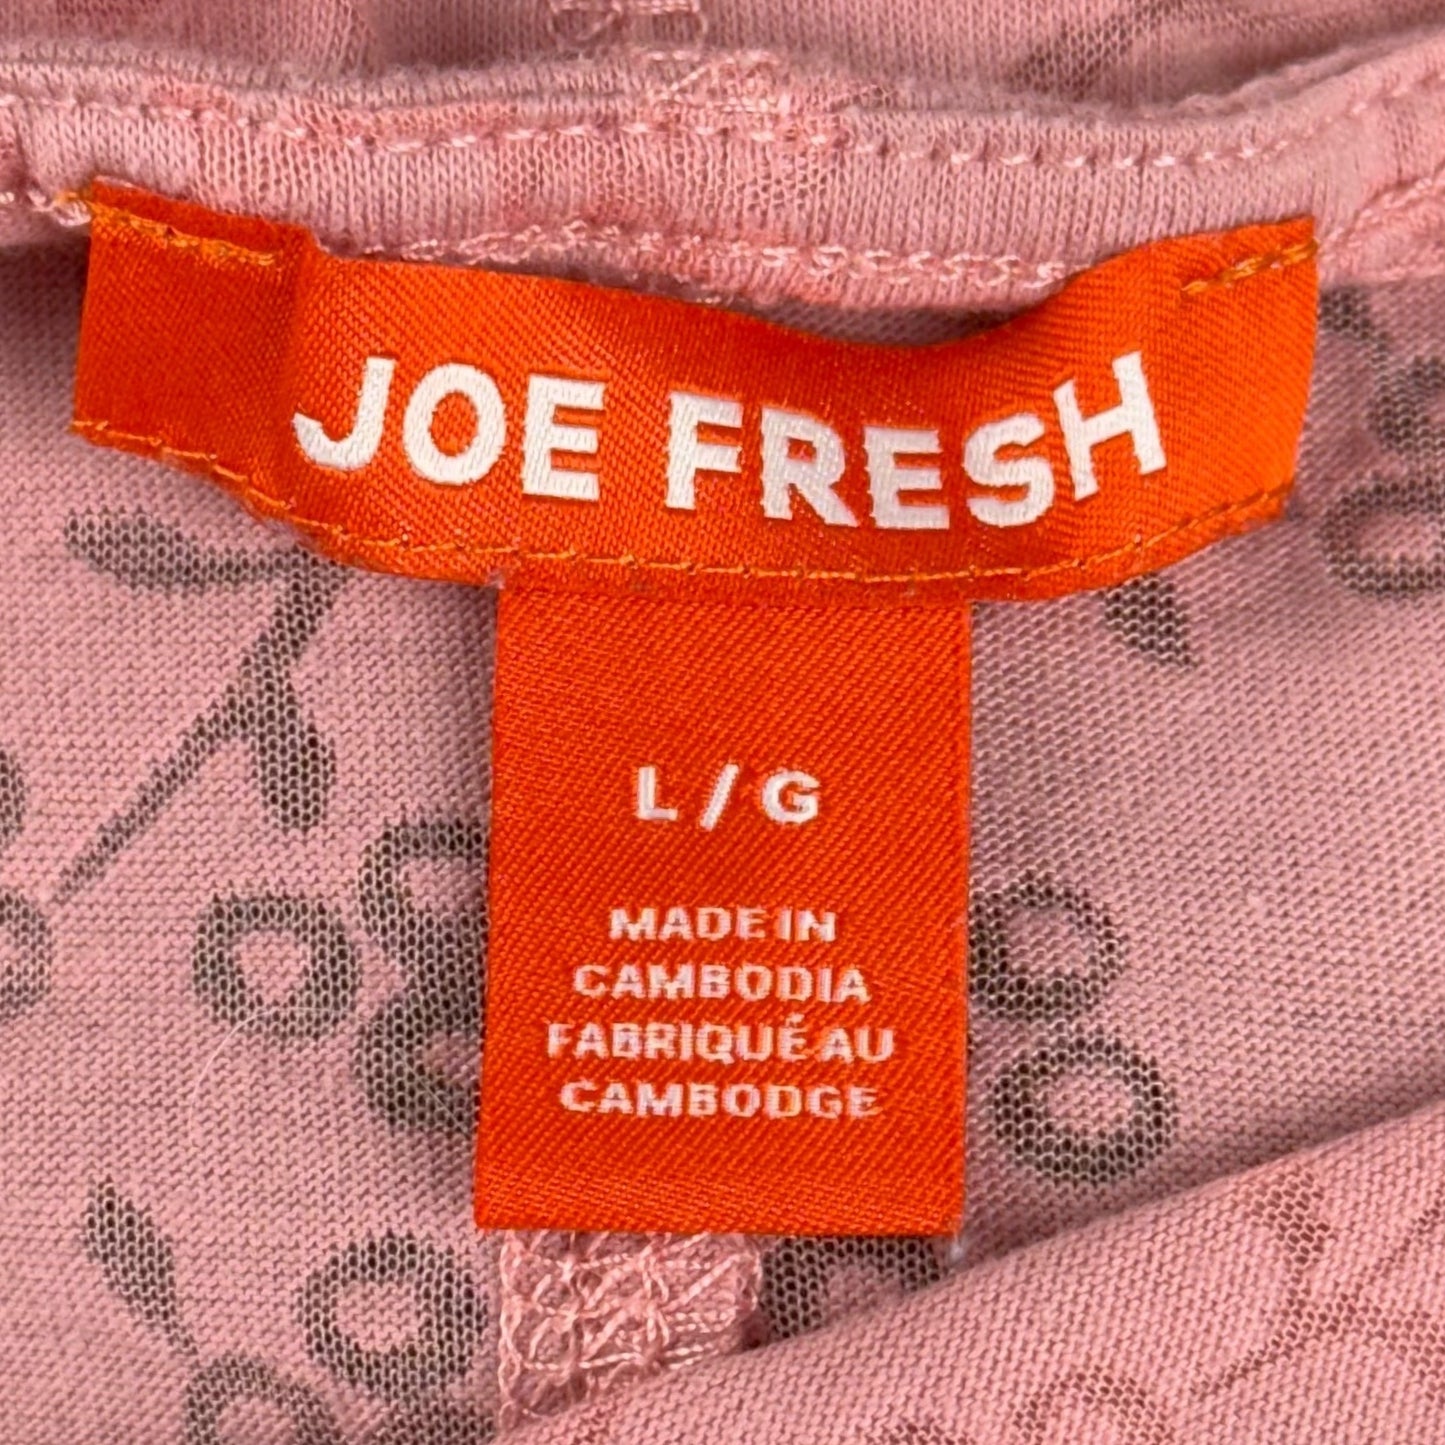 JOE FRESH
L / G
MADE IN
CAMBODIA
FABRIQUÉ AU
CAMBODGE